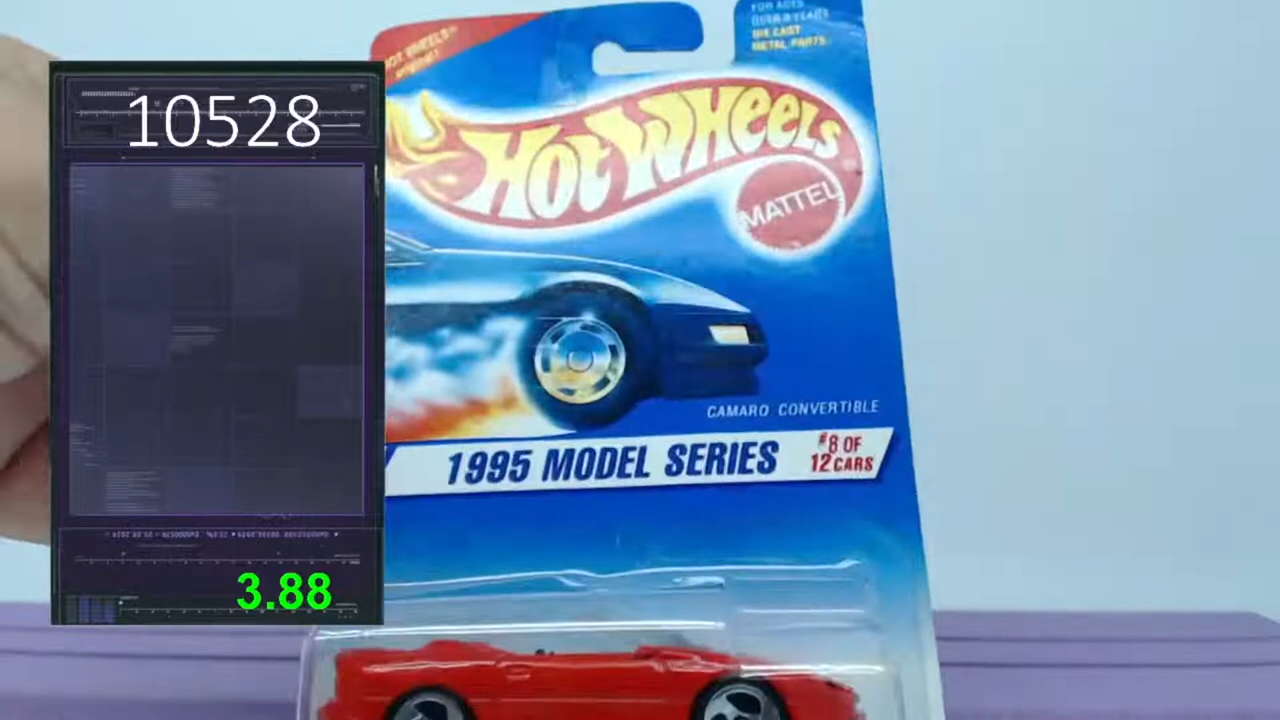 10528
3.88
HOT WHEELS
original!
FOR AGES
OVER 3 YEARS
DIE CAST
METAL PARTS
HOT WHEELS
MATTEL
CAMARO CONVERTIBLE
1995 MODEL SERIES
#8 OF
12 CARS